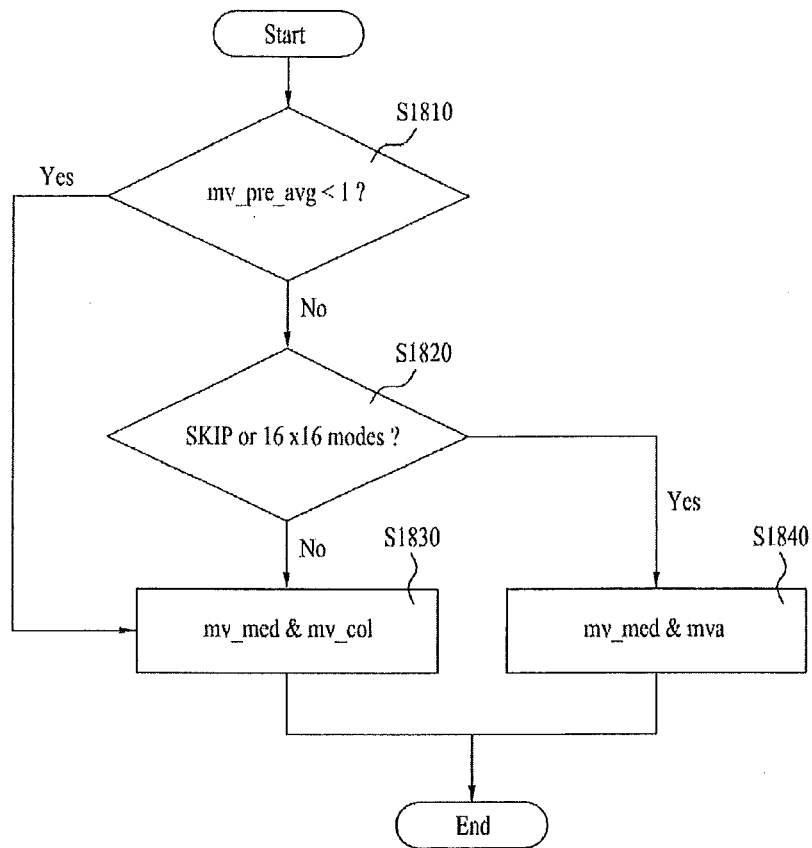 Start
S1810
Yes
mv_pre_avg < 1 ?
No
S1820
SKIP or 16 x16 modes ?
Yes
No
S1830
S1840
mv_med & mv_col
mv_med & mva
End